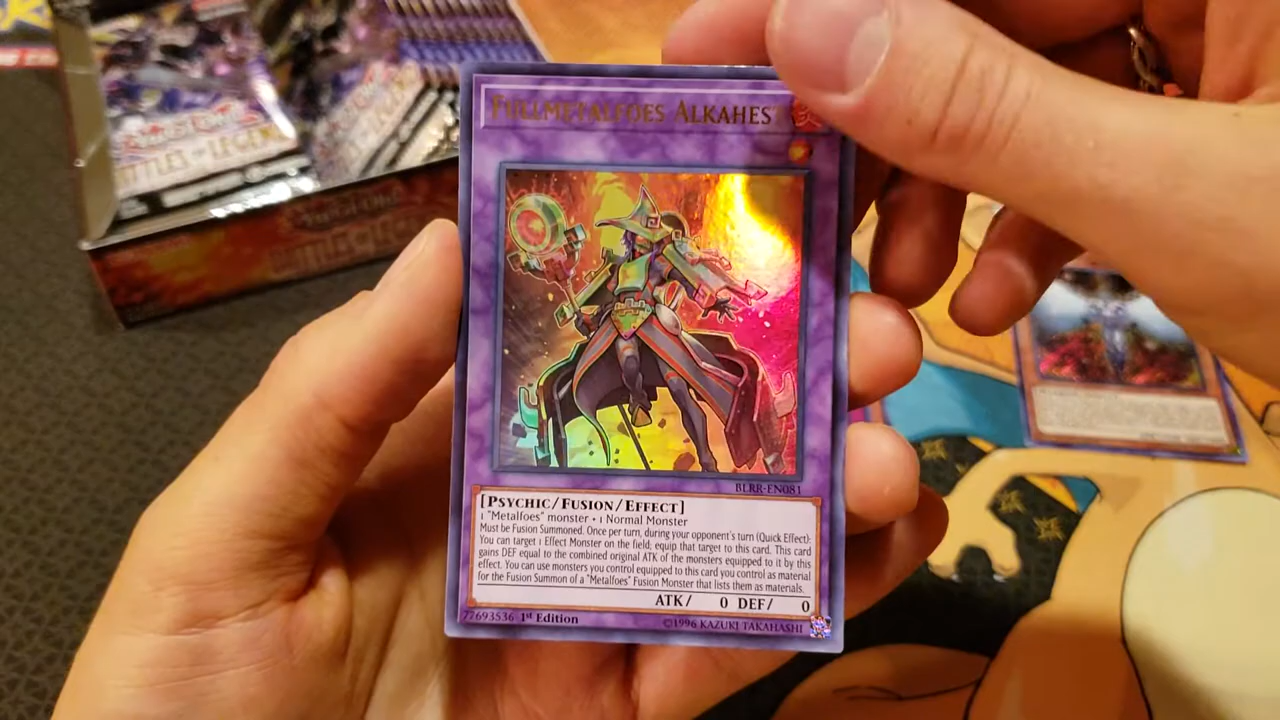 BATTLES OF LEGEND
FULLMETALFOES ALKAHEST
BLRR-EN081
[PSYCHIC/FUSION/EFFECT]
1 "Metalfoes" monster + 1 Normal Monster
Must be Fusion Summoned. Once per turn, during your opponent's turn (Quick Effect):
You can target 1 Effect Monster on the field; equip that target to this card. This card
gains DEF equal to the combined original ATK of the monsters equipped to it by this
effect. You can use monsters you control equipped to this card you control as material
for the Fusion Summon of a "Metalfoes" Fusion Monster that lists them as materials.
ATK/ 0 DEF/ 0
77693536 1st Edition
©1996 KAZUKI TAKAHASHI